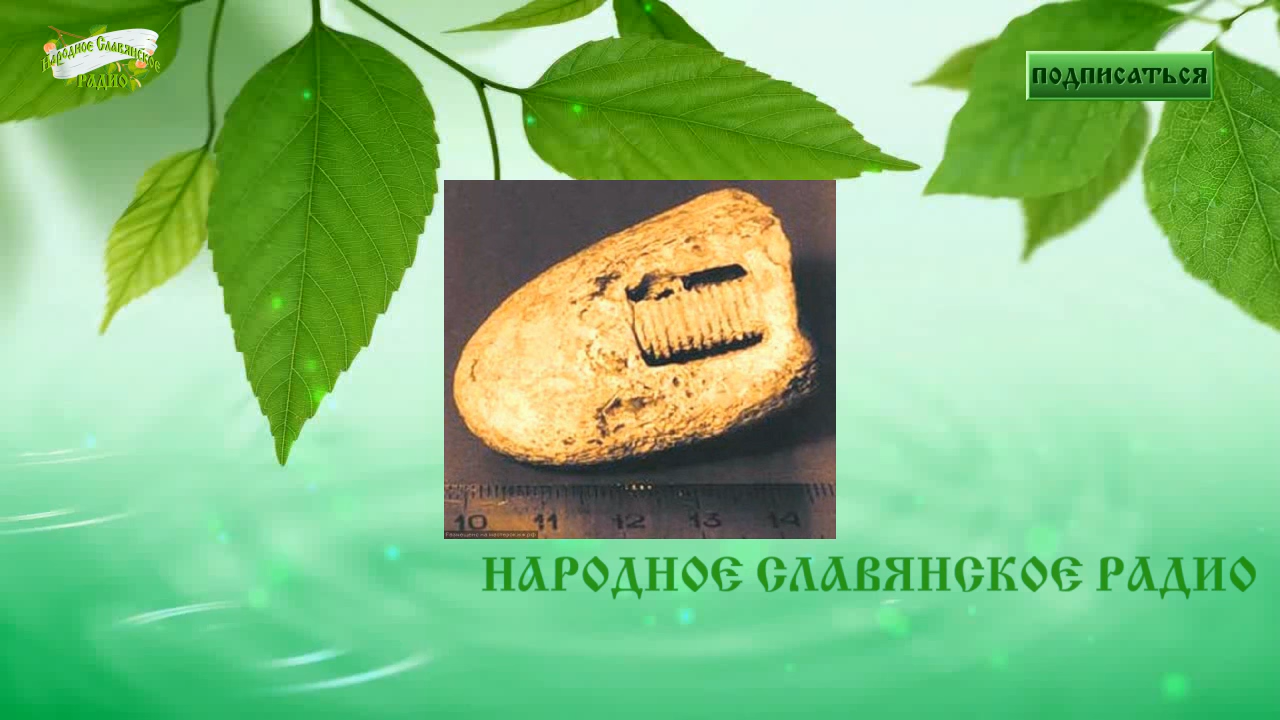 Народное Славянское
Радио
ПОДПИСАТЬСЯ
10 11 12 13 14
НАРОДНОЕ СЛАВЯНСКОЕ РАДИО